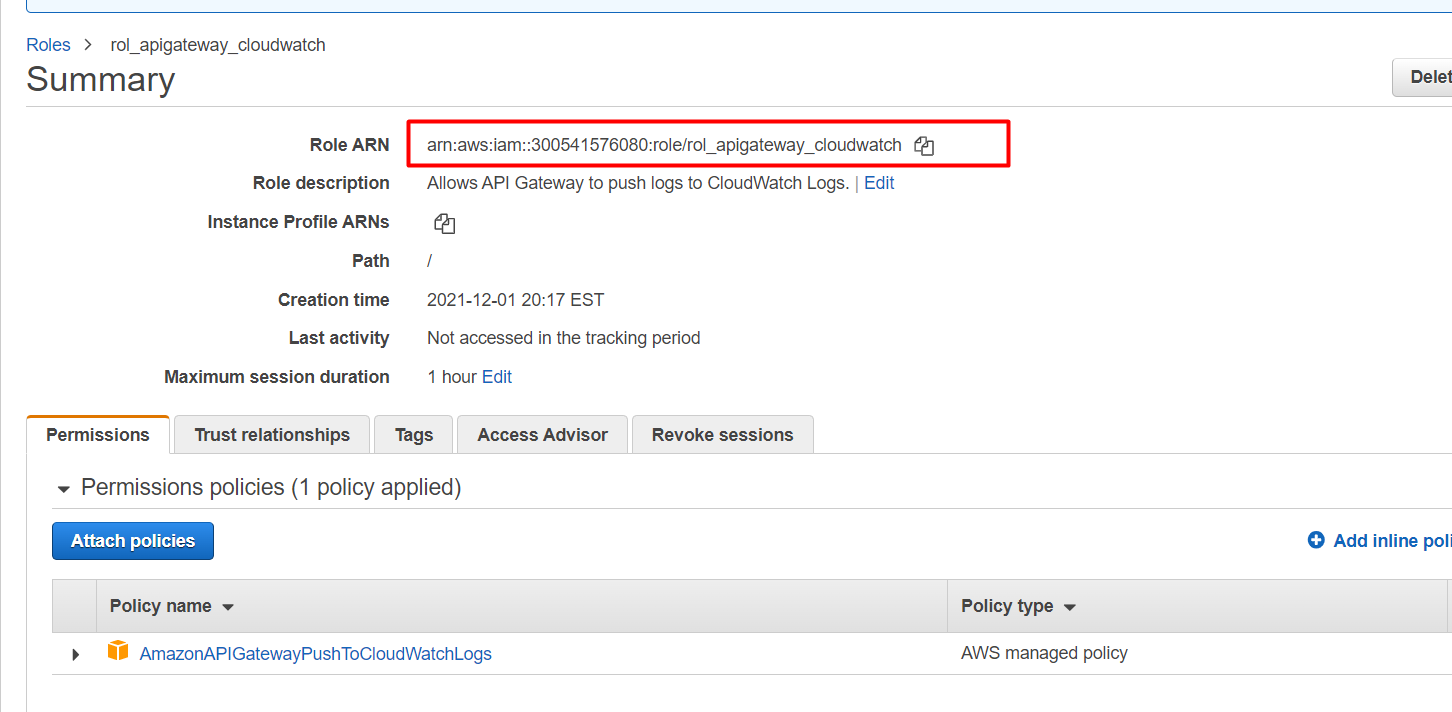 Roles > rol_apigateway_cloudwatch
Summary
Delet
Role ARN arn:aws:iam::300541576080:role/rol_apigateway_cloudwatch
Role description Allows API Gateway to push logs to CloudWatch Logs. | Edit
Instance Profile ARNs
Path /
Creation time 2021-12-01 20:17 EST
Last activity Not accessed in the tracking period
Maximum session duration 1 hour Edit
Permissions Trust relationships Tags Access Advisor Revoke sessions
Permissions policies (1 policy applied)
Attach policies Add inline poli
Policy name Policy type
AmazonAPIGatewayPushToCloudWatchLogs AWS managed policy